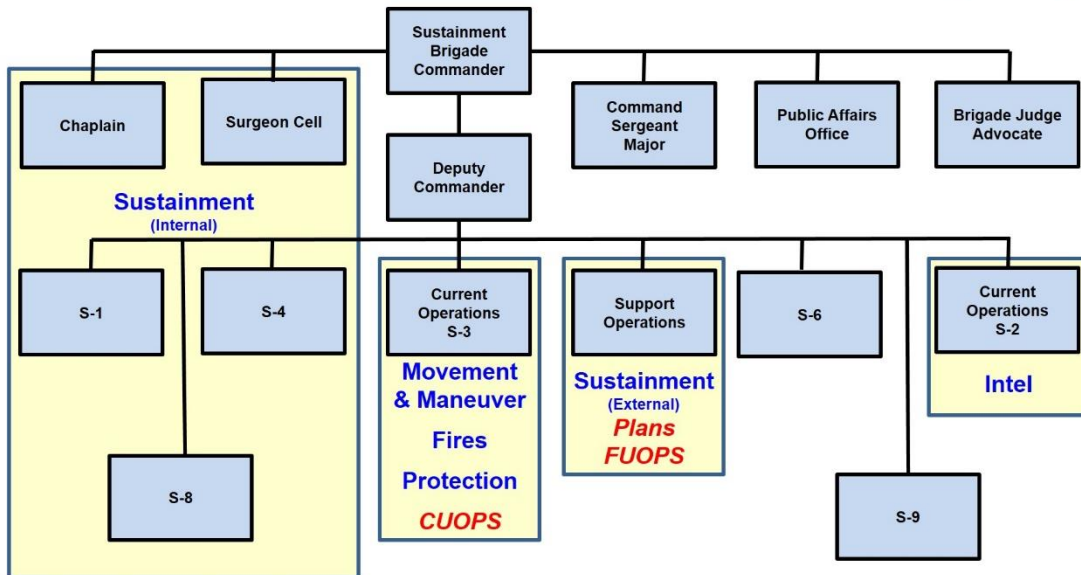 Sustainment
Brigade
Commander
Chaplain
Surgeon Cell
Command
Sergeant
Major
Public Affairs
Office
Brigade Judge
Advocate
Deputy
Commander
Sustainment
(Internal)
S-1
S-4
Current
Operations
S-3
Support
Operations
S-6
Current
Operations
S-2
Movement
& Maneuver
Fires
Protection
CUOPS
Sustainment
(External)
Plans
FUOPS
Intel
S-8
S-9